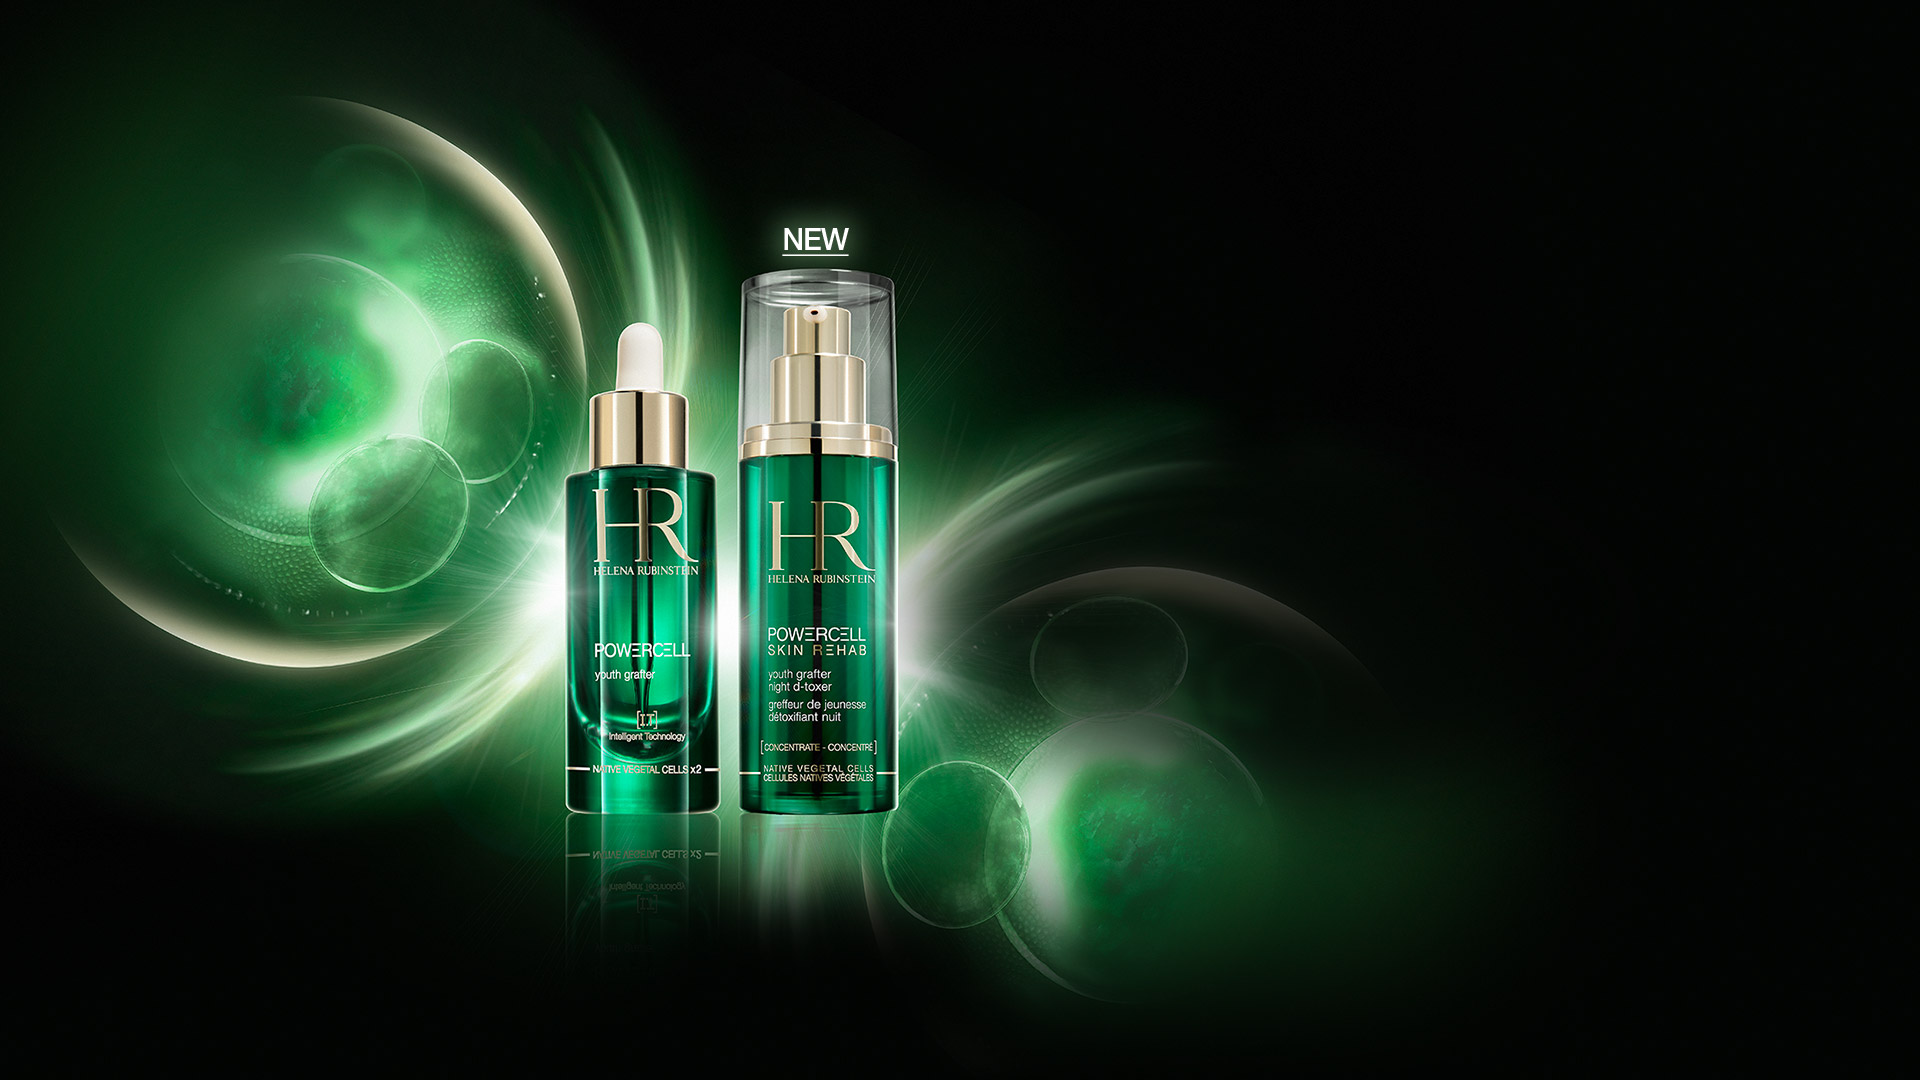 NEW
HR
HELENA RUBINSTEIN
POWERCELL
youth grafter
[I.T]
Intelligent Technology
NATIVE VEGETAL CELLS x2
HR
HELENA RUBINSTEIN
POWERCELL
SKIN REHAB
youth grafter
night d-toxer
greffeur de jeunesse
détoxifiant nuit
[CONCENTRATE - CONCENTRÉ]
NATIVE VEGETAL CELLS
CELLULES NATIVES VÉGÉTALES